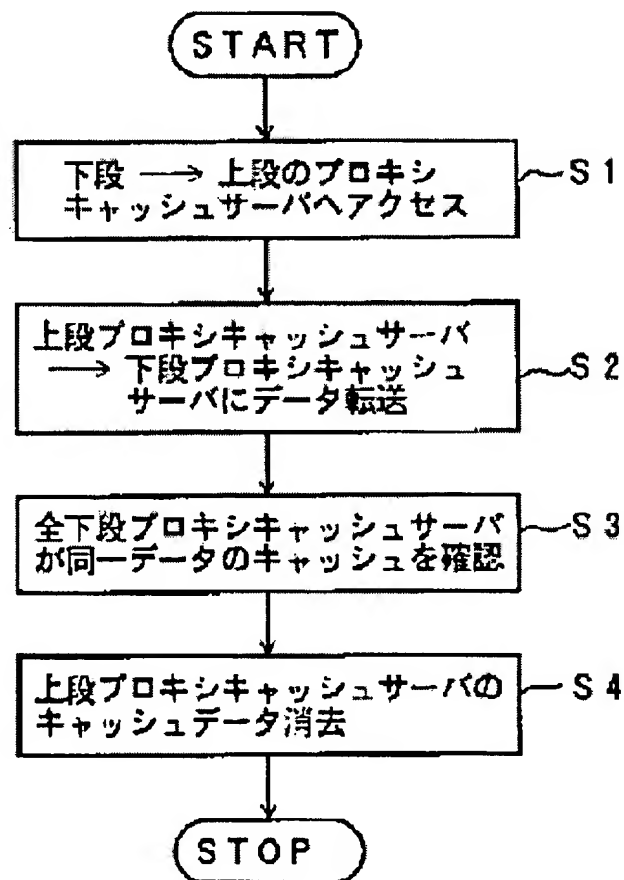 START
下段 → 上段のプロキシ
キャッシュサーバへアクセス
S1
上段プロキシキャッシュサーバ
→ 下段プロキシキャッシュ
サーバにデータ転送
S2
全下段プロキシキャッシュサーバ
が同一データのキャッシュを確認
S3
上段プロキシキャッシュサーバの
キャッシュデータ消去
S4
STOP